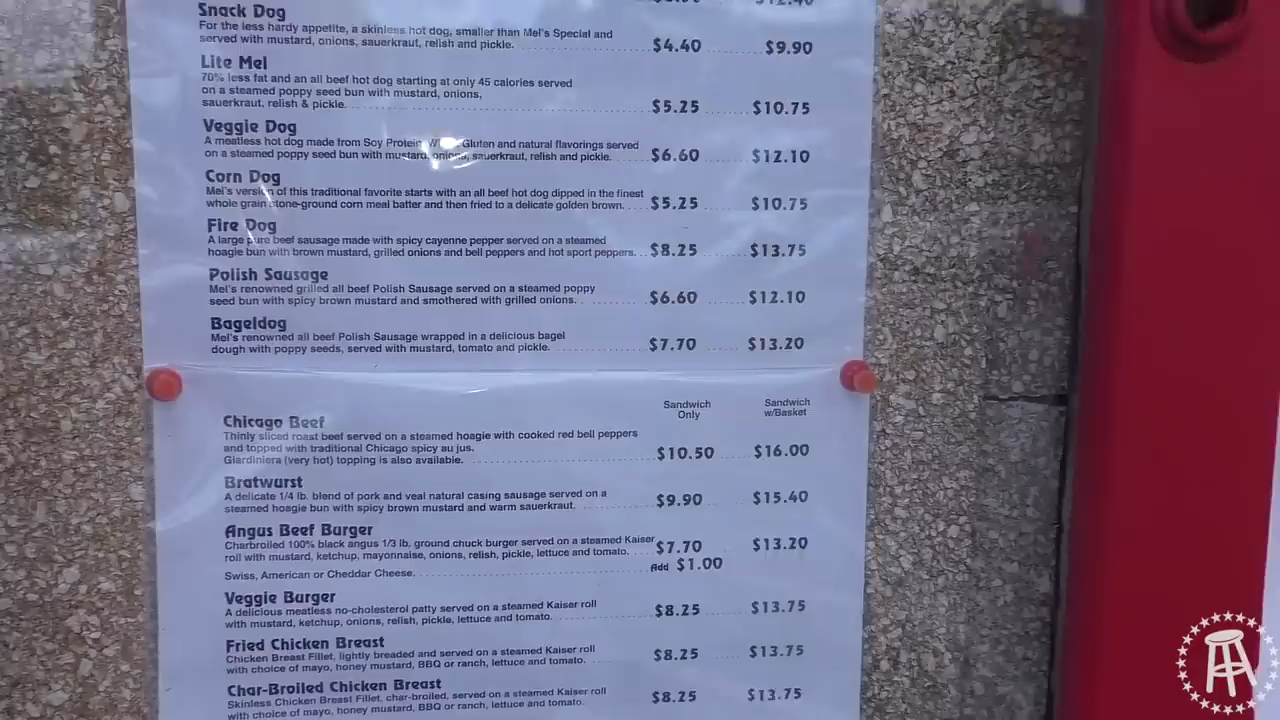 Snack Dog
For the less hardy appetite, a skinless hot dog, smaller than Mel's Special and
served with mustard, onions, sauerkraut, relish and pickle. $4.40 $9.90
Lite Mel
70% less fat and an all beef hot dog starting at only 45 calories served
on a steamed poppy seed bun with mustard, onions,
sauerkraut, relish & pickle. $5.25 $10.75
Veggie Dog
A meatless hot dog made from Soy Protein, Gluten and natural flavorings served
on a steamed poppy seed bun with mustard, onions, sauerkraut, relish and pickle. $6.60 $12.10
Corn Dog
Mel's version of this traditional favorite starts with an all beef hot dog dipped in the finest
whole grain stone-ground corn meal batter and then fried to a delicate golden brown. $5.25 $10.75
Fire Dog
A large pure beef sausage made with spicy cayenne pepper served on a steamed
hoagie bun with brown mustard, grilled onions and bell peppers and hot sport peppers. $8.25 $13.75
Polish Sausage
Mel's renowned grilled all beef Polish Sausage served on a steamed poppy
seed bun with spicy brown mustard and smothered with grilled onions. $6.60 $12.10
Bageldog
Mel's renowned all beef Polish Sausage wrapped in a delicious bagel
dough with poppy seeds, served with mustard, tomato and pickle. $7.70 $13.20
Sandwich Sandwich
Only w/Basket
Chicago Beef
Thinly sliced roast beef served on a steamed hoagie with cooked red bell peppers
and topped with traditional Chicago spicy au jus.
Giardiniera (very hot) topping is also available. $10.50 $16.00
Bratwurst
A delicate 1/4 lb. blend of pork and veal natural casing sausage served on a
steamed hoagie bun with spicy brown mustard and warm sauerkraut. $9.90 $15.40
Angus Beef Burger
Charbroiled 100% black angus 1/3 lb. ground chuck burger served on a steamed Kaiser
roll with mustard, ketchup, mayonnaise, onions, relish, pickle, lettuce and tomato. $7.70 $13.20
Swiss, American or Cheddar Cheese. Add $1.00
Veggie Burger
A delicious meatless no-cholesterol patty served on a steamed Kaiser roll
with mustard, ketchup, onions, relish, pickle, lettuce and tomato. $8.25 $13.75
Fried Chicken Breast
Chicken Breast Fillet, lightly breaded and served on a steamed Kaiser roll
with choice of mayo, honey mustard, BBQ or ranch, lettuce and tomato. $8.25 $13.75
Char-Broiled Chicken Breast
Skinless Chicken Breast Fillet, char-broiled, served on a steamed Kaiser roll
with choice of mayo, honey mustard, BBQ or ranch, lettuce and tomato. $8.25 $13.75